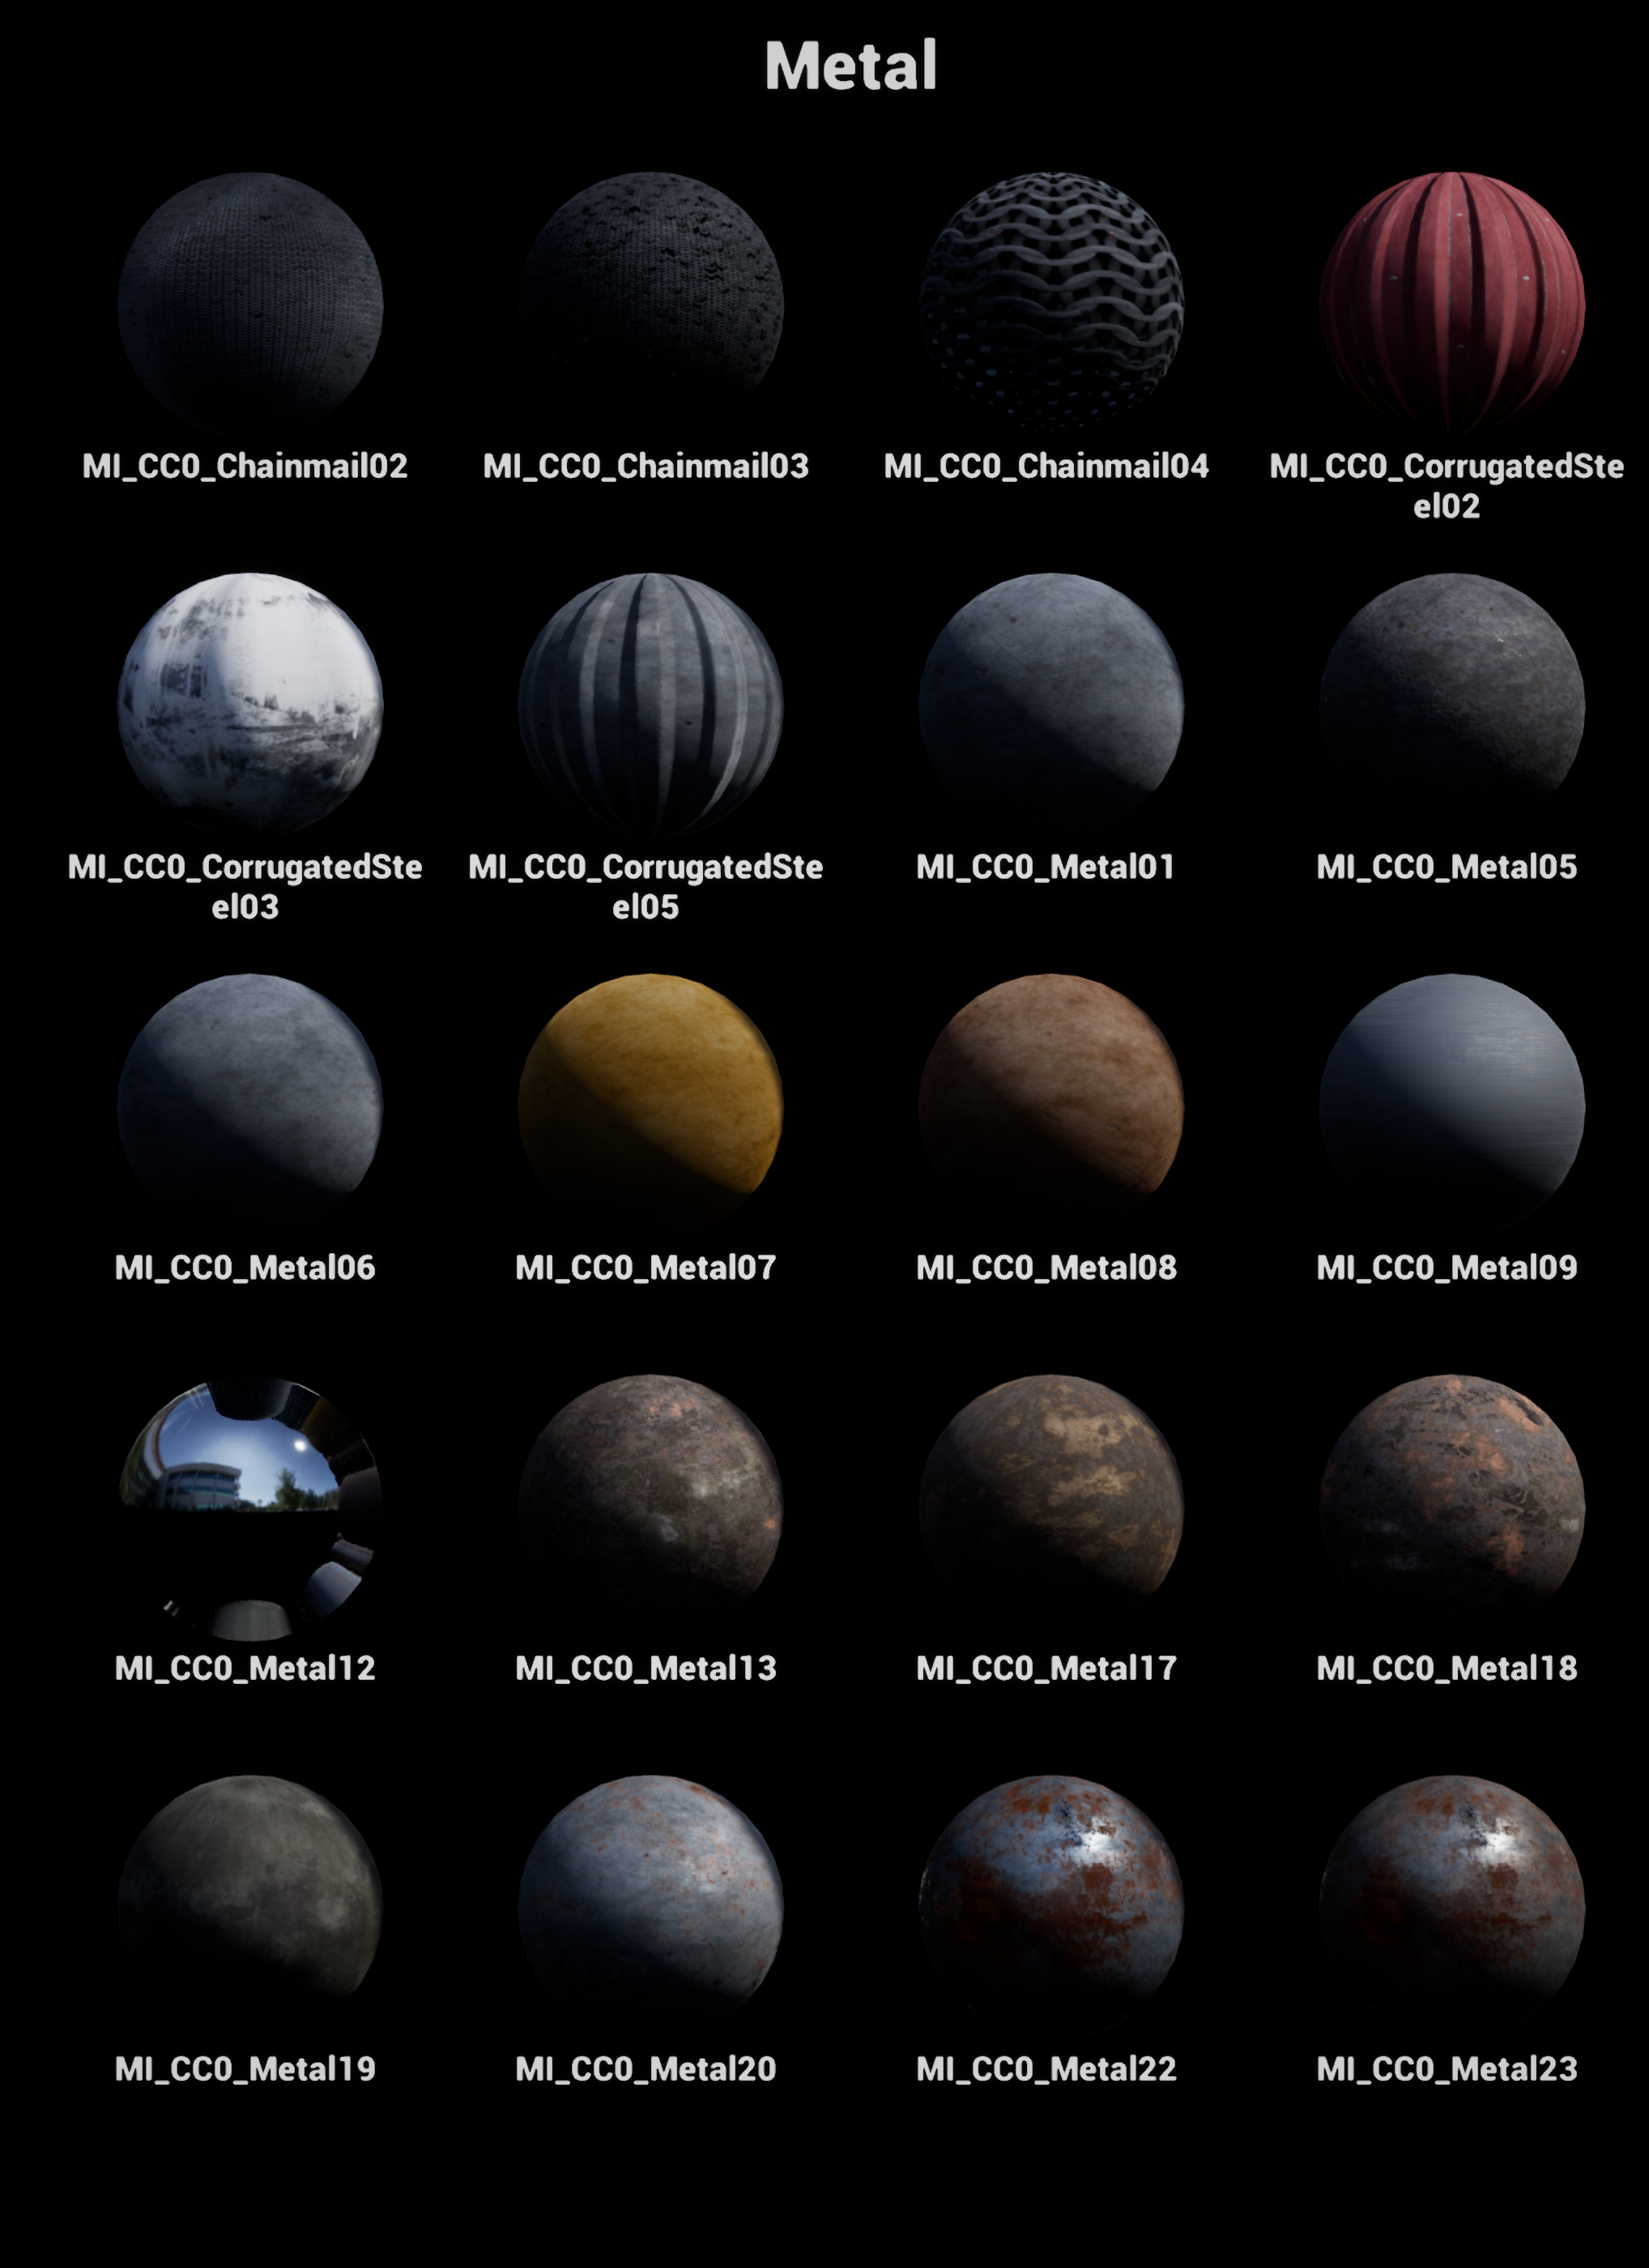 Metal
MI_CC0_Chainmail02
MI_CC0_Chainmail03
MI_CC0_Chainmail04
MI_CC0_CorrugatedSte
el02
MI_CC0_CorrugatedSte
el03
MI_CC0_CorrugatedSte
el05
MI_CC0_Metal01
MI_CC0_Metal05
MI_CC0_Metal06
MI_CC0_Metal07
MI_CC0_Metal08
MI_CC0_Metal09
MI_CC0_Metal12
MI_CC0_Metal13
MI_CC0_Metal17
MI_CC0_Metal18
MI_CC0_Metal19
MI_CC0_Metal20
MI_CC0_Metal22
MI_CC0_Metal23